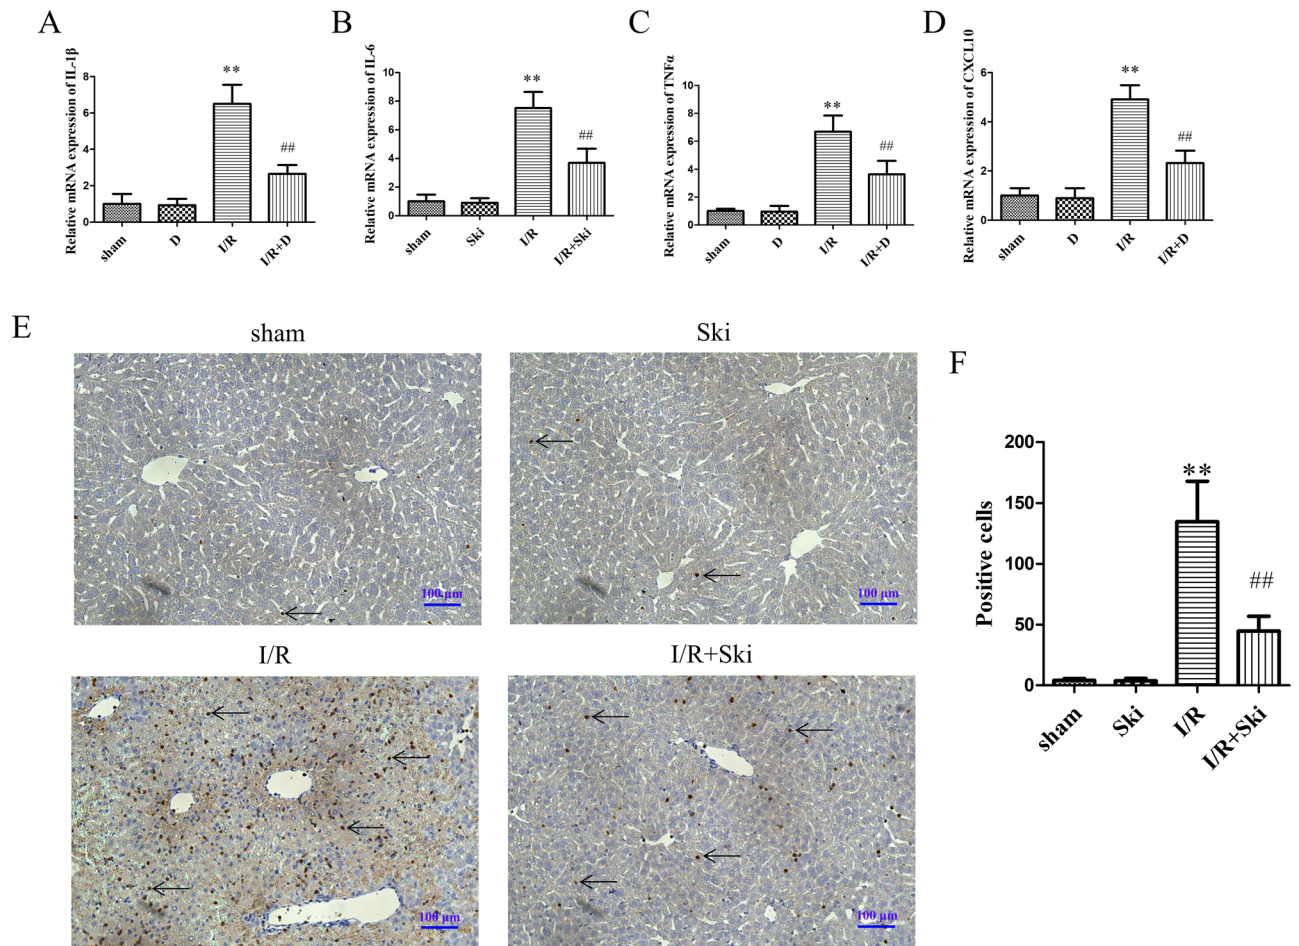 A
Relative mRNA expression of IL-1β
8
6
4
2
0
**
##
sham
D
I/R
I/R+D
B
Relative mRNA expression of IL-6
10
8
6
4
2
0
**
##
sham
Ski
I/R
I/R+Ski
C
Relative mRNA expression of TNFα
10
8
6
4
2
0
**
##
sham
D
I/R
I/R+D
D
Relative mRNA expression of CXCL10
6
4
2
0
**
##
sham
D
I/R
I/R+D
E
sham
100 µm
Ski
100 µm
I/R
100 µm
I/R+Ski
100 µm
F
Positive cells
200
150
100
50
0
**
##
sham
Ski
I/R
I/R+Ski